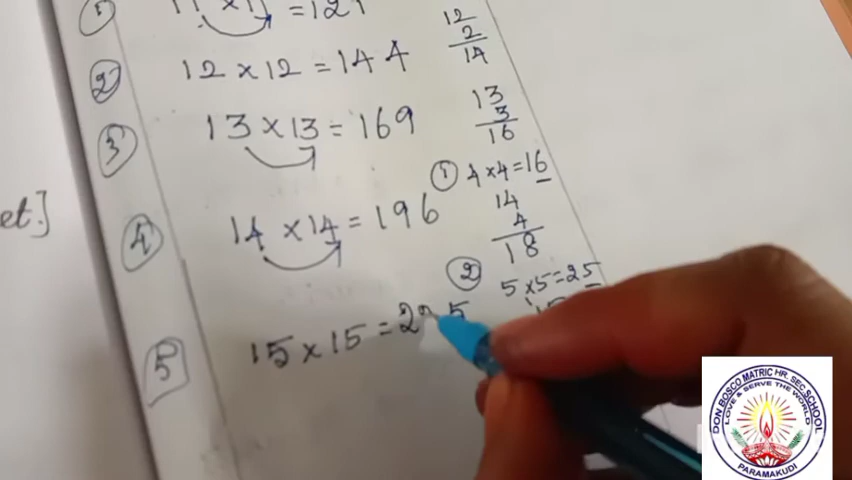 ① 11 × 11 = 121
② 12 × 12 = 144
12
2
14
③ 13 × 13 = 169
13
3
16
① 4 × 4 = 16
④ 14 × 14 = 196
14
4
18
et.]
② 5 × 5 = 25
15
⑤ 15 × 15 = 225
DON BOSCO MATRIC HR. SEC. SCHOOL
LOVE & SERVE THE WORLD
PARAMAKUDI